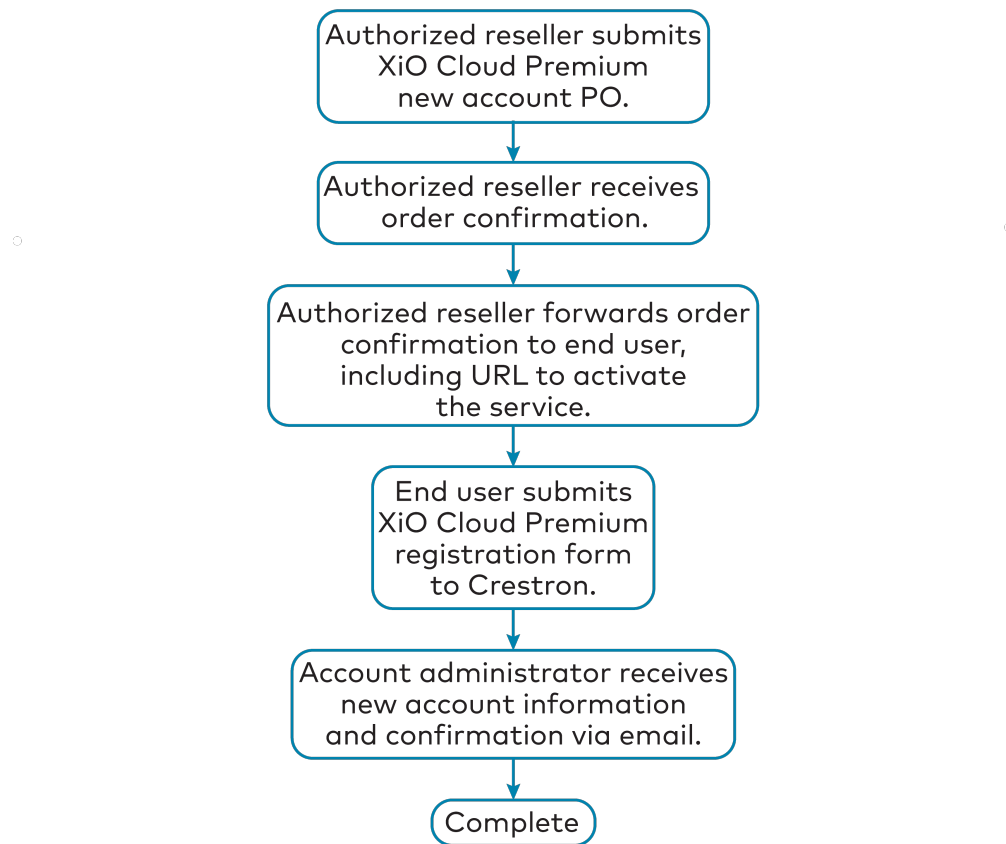 Authorized reseller submits
XiO Cloud Premium
new account PO.
Authorized reseller receives
order confirmation.
Authorized reseller forwards order
confirmation to end user,
including URL to activate
the service.
End user submits
XiO Cloud Premium
registration form
to Crestron.
Account administrator receives
new account information
and confirmation via email.
Complete